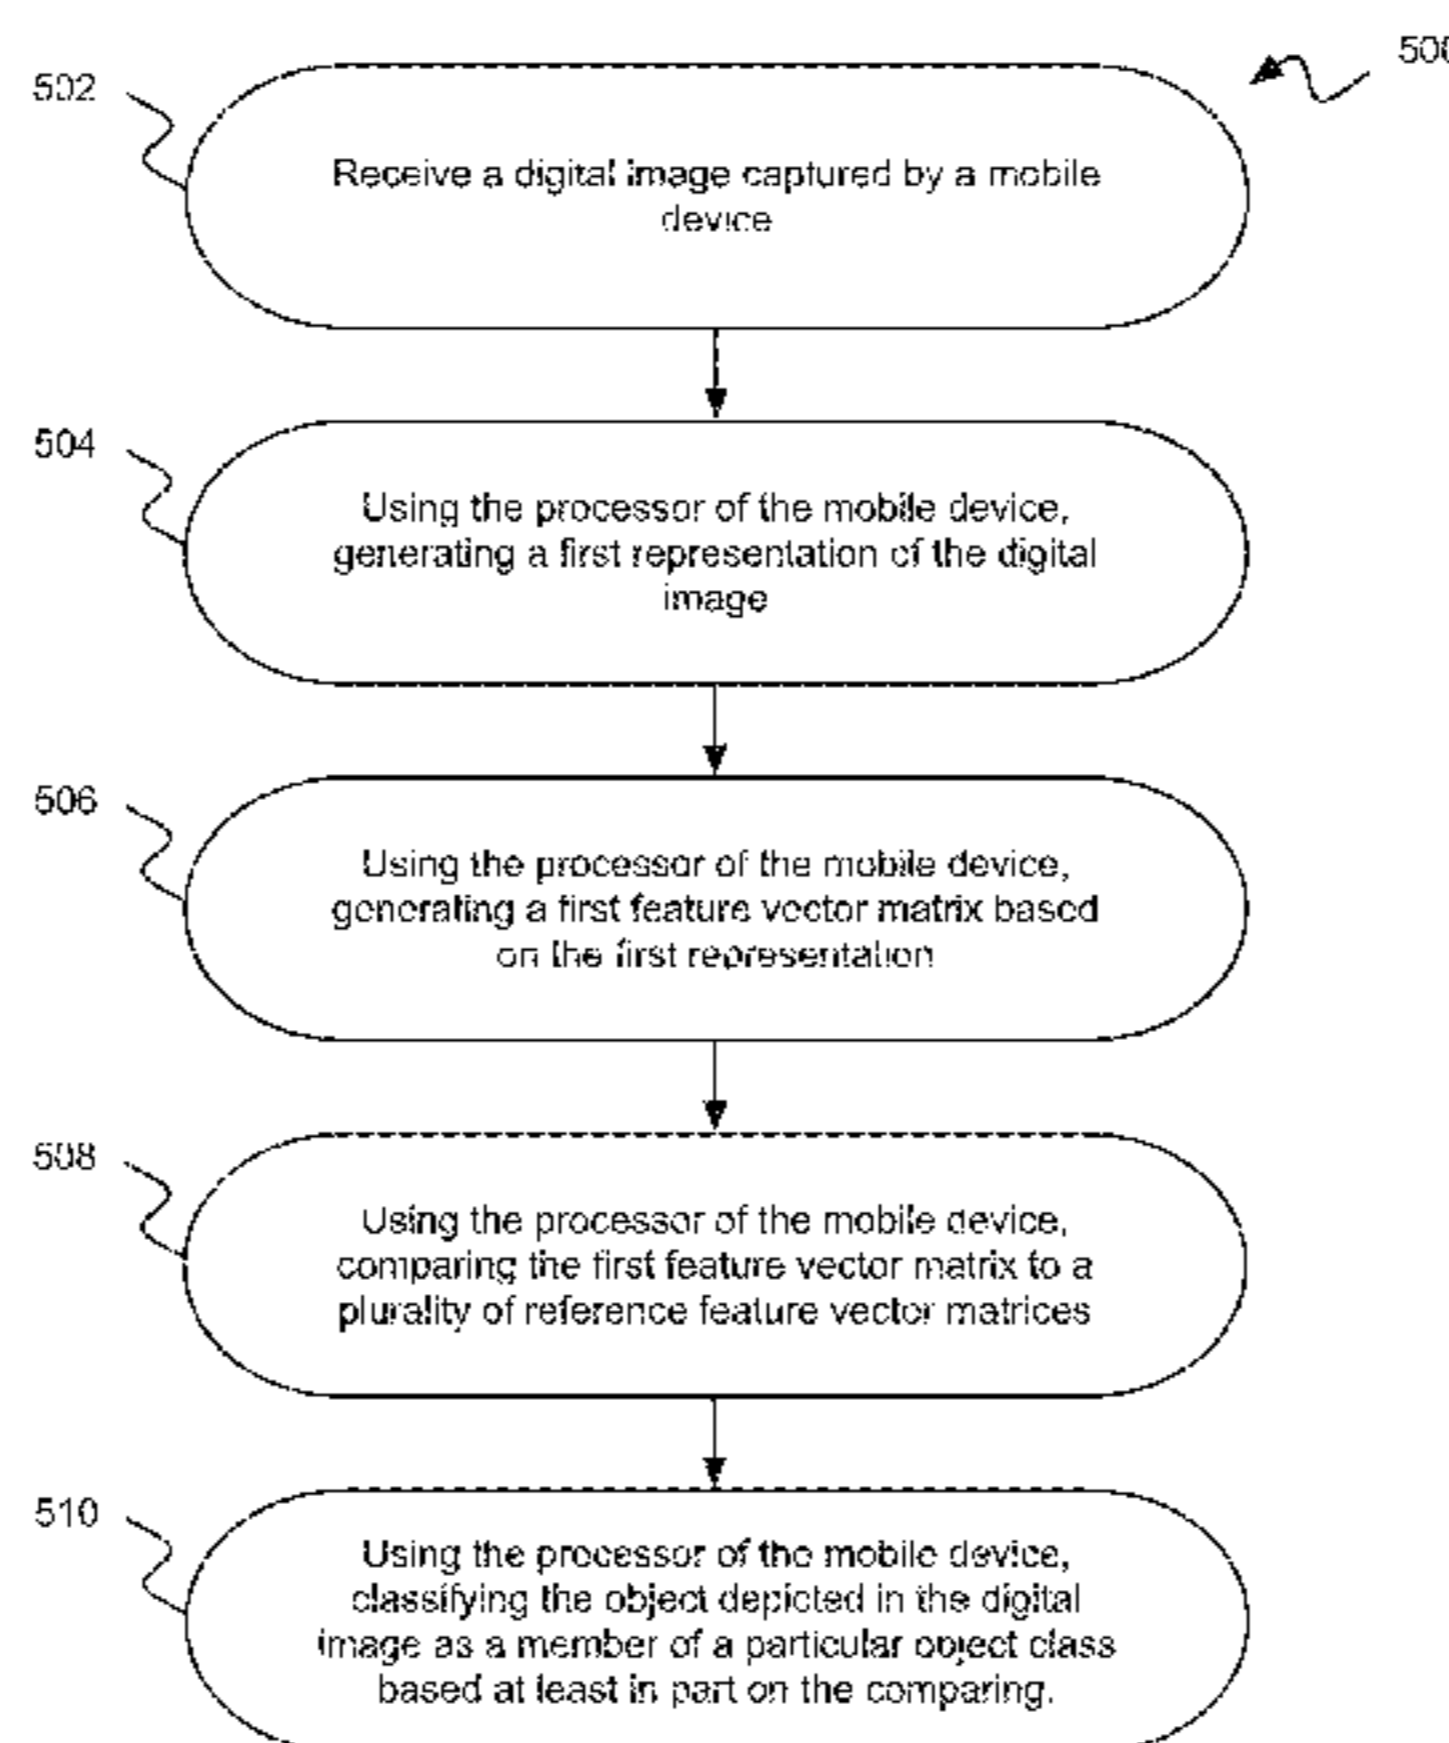 500
502
Receive a digital image captured by a mobile
device
504
Using the processor of the mobile device,
generating a first representation of the digital
image
506
Using the processor of the mobile device,
generating a first feature vector matrix based
on the first representation
508
Using the processor of the mobile device,
comparing the first feature vector matrix to a
plurality of reference feature vector matrices
510
Using the processor of the mobile device,
classifying the object depicted in the digital
image as a member of a particular object class
based at least in part on the comparing.